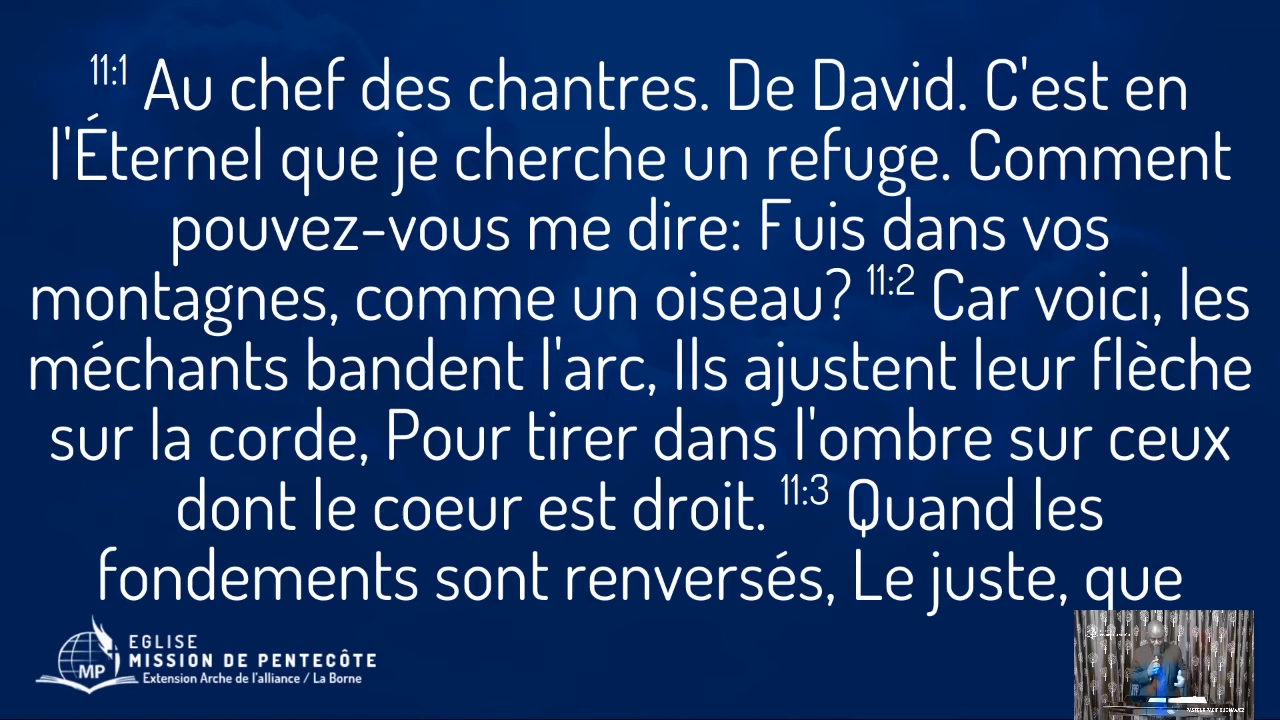 11:1 Au chef des chantres. De David. C'est en
l'Éternel que je cherche un refuge. Comment
pouvez-vous me dire: Fuis dans vos
montagnes, comme un oiseau? 11:2 Car voici, les
méchants bandent l'arc, Ils ajustent leur flèche
sur la corde, Pour tirer dans l'ombre sur ceux
dont le coeur est droit. 11:3 Quand les
fondements sont renversés, Le juste, que
MP
EGLISE
MISSION DE PENTECÔTE
Extension Arche de l'alliance / La Borne